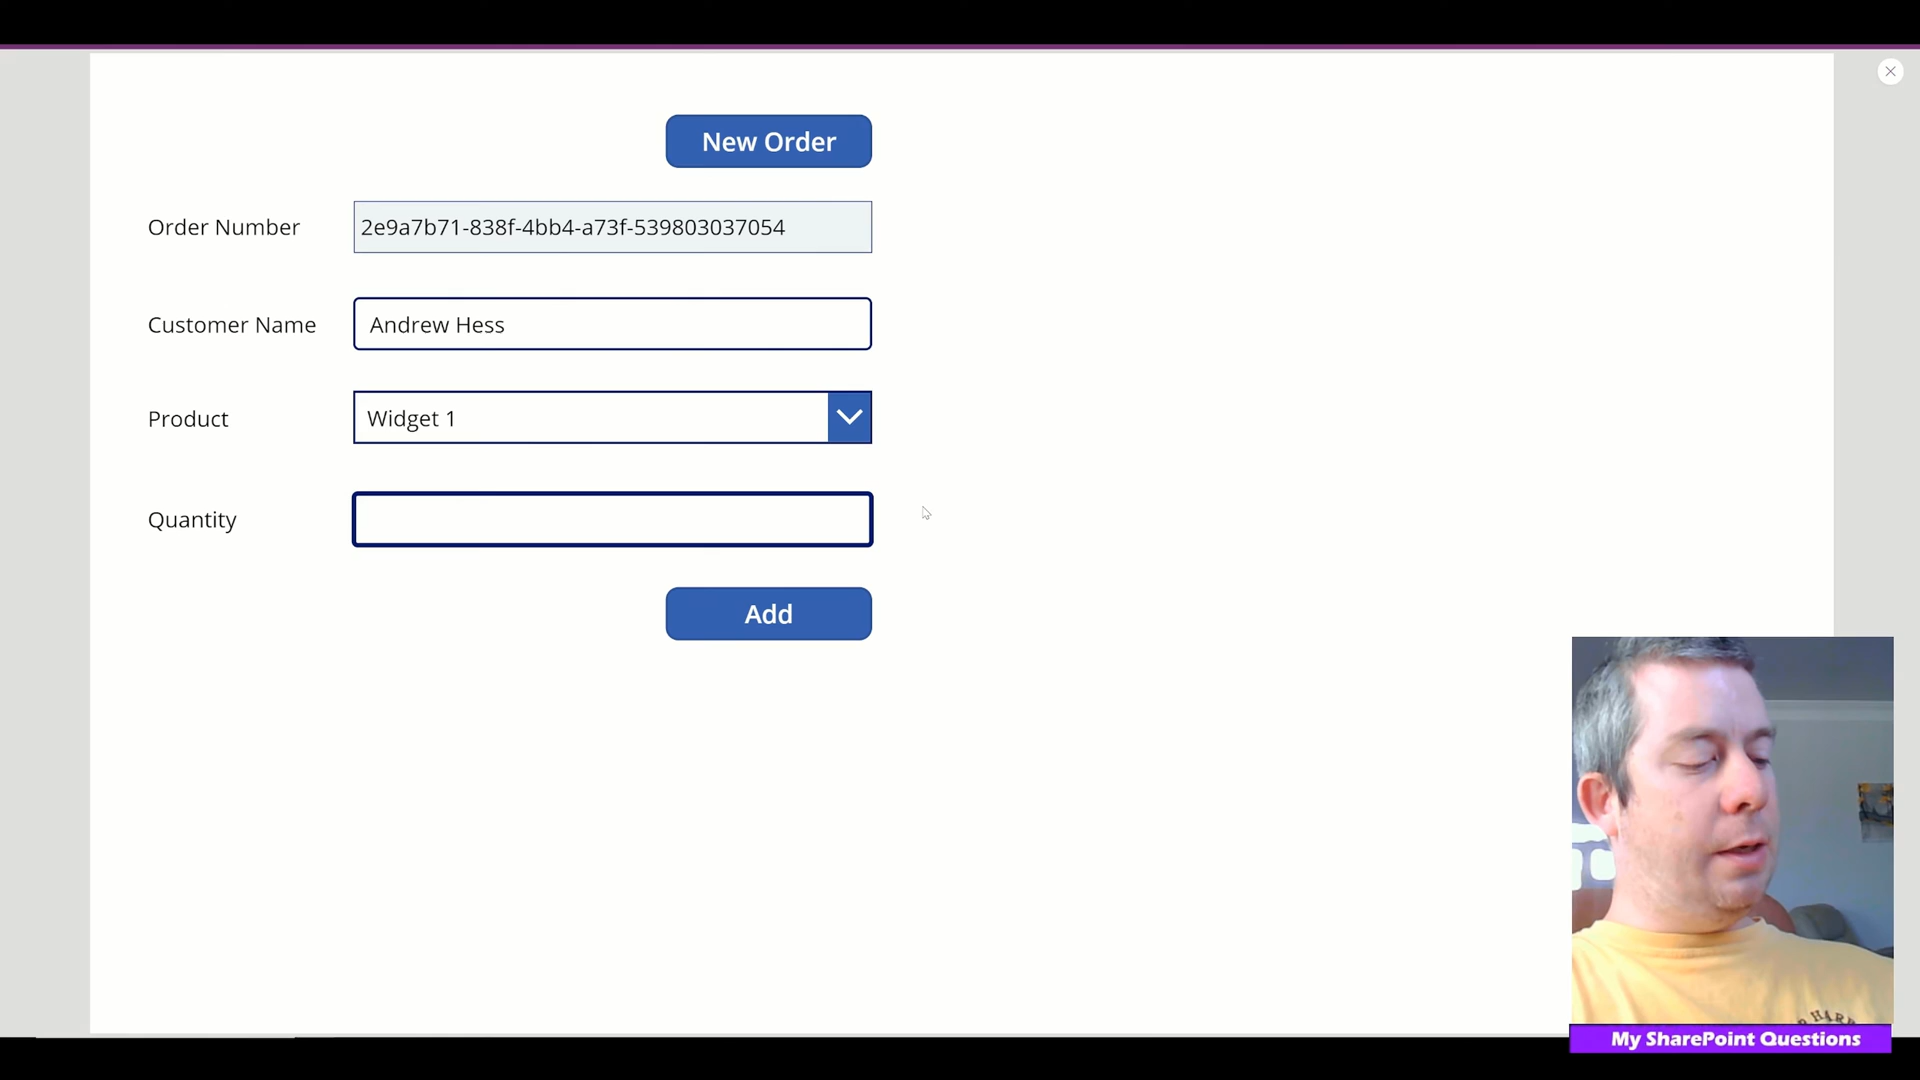 New Order
Order Number 2e9a7b71-838f-4bb4-a73f-539803037054
Customer Name Andrew Hess
Product Widget 1
Quantity
Add
My SharePoint Questions